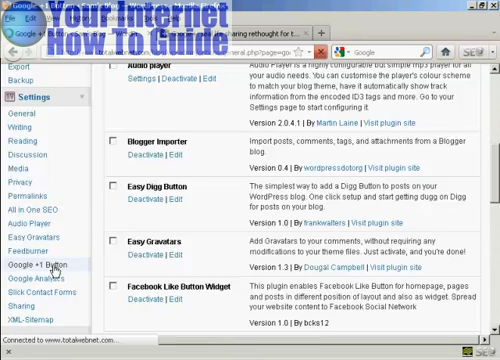 Total Internet
How To Guide
Google +1 Button
Export
Backup
Settings
General
Writing
Reading
Discussion
Media
Privacy
Permalinks
All in One SEO
Audio Player
Easy Gravatars
Feedburner
Google +1 Button
Google Analytics
Slick Contact Forms
Sharing
XML-Sitemap
Audio player
Settings | Deactivate | Edit
Audio Player is a highly configurable but simple mp3 player for
all your audio needs. You can customise the player's colour scheme
to match your blog theme, have it automatically show track
information from the encoded ID3 tags and more. Go to your
Settings page to start configuring it.
Version 2.0.4.1 | By Martin Laine | Visit plugin site
Blogger Importer
Deactivate | Edit
Import posts, comments, tags, and attachments from a Blogger
blog.
Version 0.4 | By wordpressdotorg | Visit plugin site
Easy Digg Button
Deactivate | Edit
The simplest way to add a Digg Button to posts on your
WordPress blog. One click setup and start getting dugg on Digg
for posts on your blog.
Version 1.0 | By frankwalters | Visit plugin site
Easy Gravatars
Deactivate | Edit
Add Gravatars to your comments, without requiring any
modifications to your theme files. Just activate, and you're done!
Version 1.3 | By Dougal Campbell | Visit plugin site
Facebook Like Button Widget
Deactivate | Edit
This plugin enables Facebook Like Button for homepage, pages
and posts in different position of layout and also as widget. Spread
your website content to Facebook Social Network
Version 1.0 | By bcks12
Connected to www.totalwebnet.com...